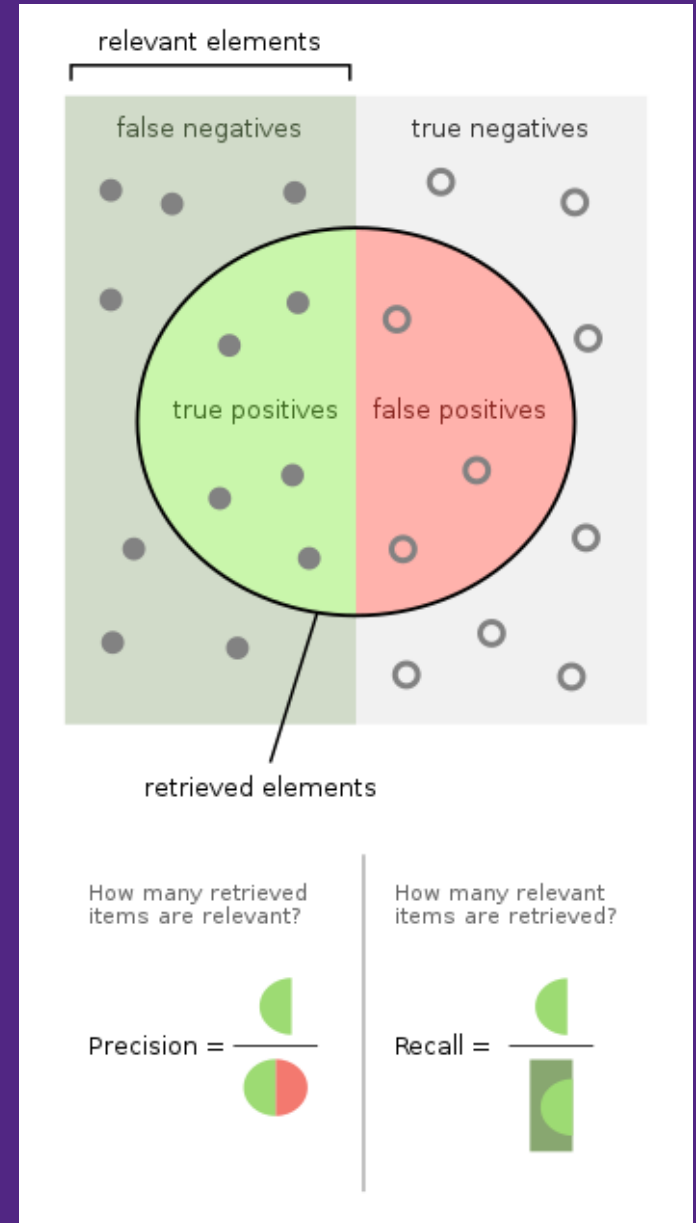 relevant elements
false negatives
true negatives
true positives
false positives
retrieved elements
How many retrieved
items are relevant?
Precision =
How many relevant
items are retrieved?
Recall =